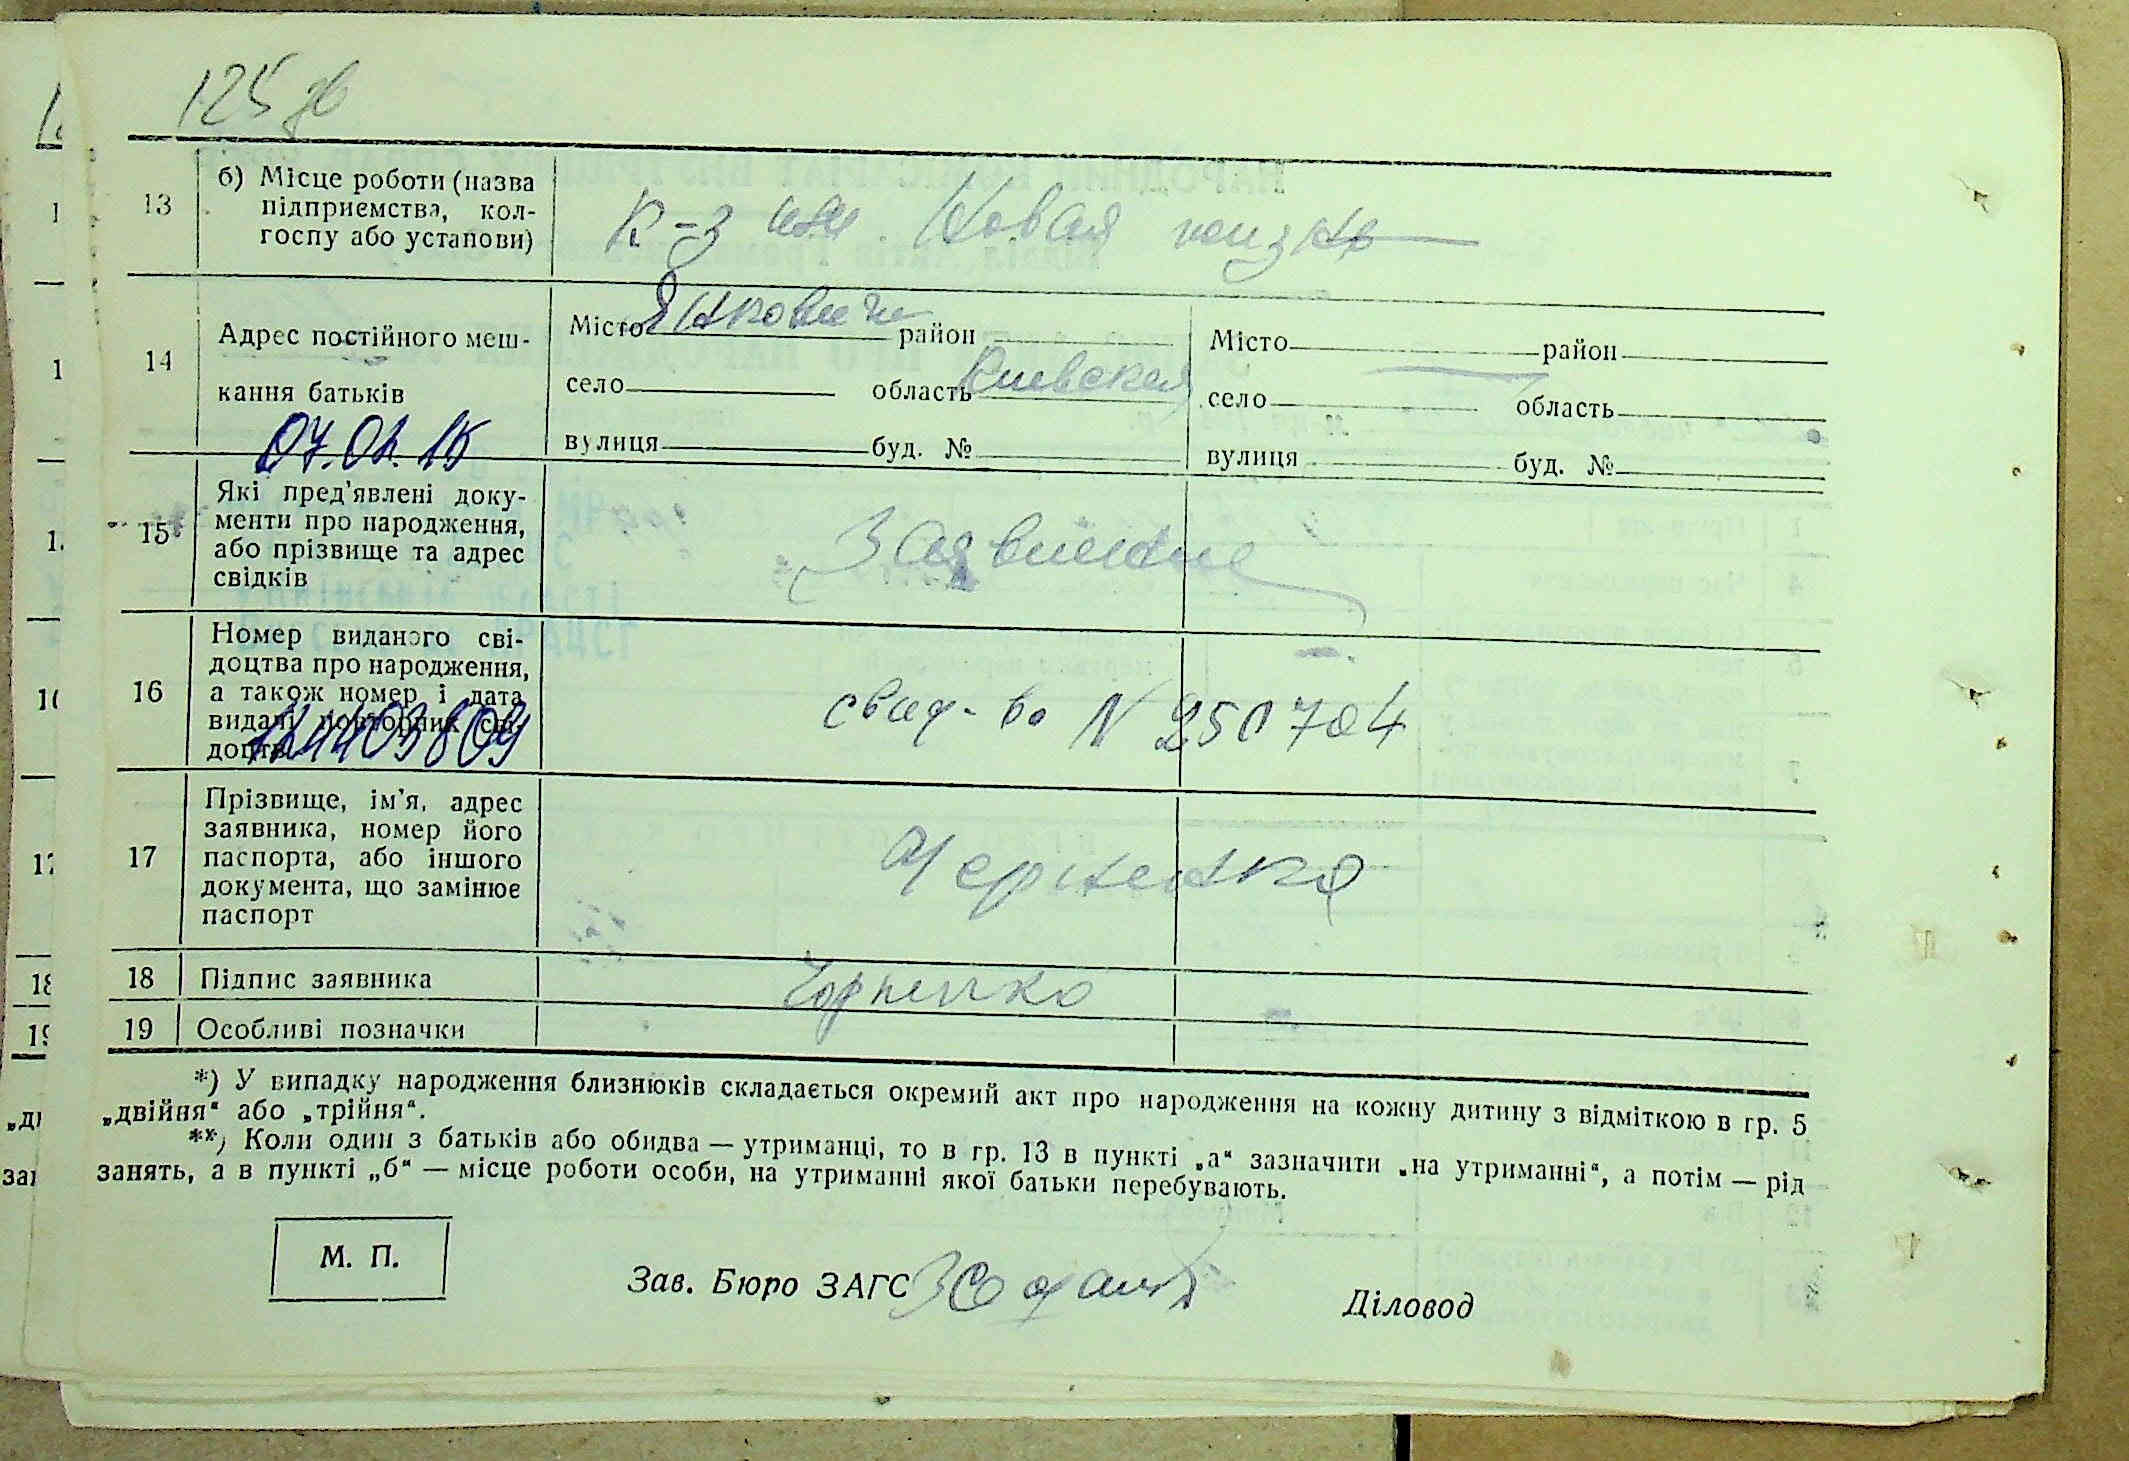 125 зв
13
б) Місце роботи (назва
підприємства, кол-
госпу або установи)
К-з им. Новая жизнь
14
Адрес постійного меш-
кання батьків
Місто Янковичи район
село область Киевская
вулиця буд. №
Місто район
село область
вулиця буд. №
07.02.15
15
Які пред'явлені доку-
менти про народження,
або прізвище та адрес
свідків
Заявление
16
Номер виданого сві-
доцтва про народження,
а також номер і дата
видачі повторних сві-
доцтв
свид-во N 250704
17
Прізвище, ім'я, адрес
заявника, номер його
паспорта, або іншого
документа, що замінює
паспорт
Черненко
18 Підпис заявника
Чорненко
19 Особливі позначки
*) У випадку народження близнюків складається окремий акт про народження на кожну дитину з відміткою в гр. 5
„двійня“ або „трійня“.
**) Коли один з батьків або обидва — утриманці, то в гр. 13 в пункті „а“ зазначити „на утриманні“, а потім — рід
занять, а в пункті „б“ — місце роботи особи, на утриманні якої батьки перебувають.
М. П.
Зав. Бюро ЗАГС
Діловод